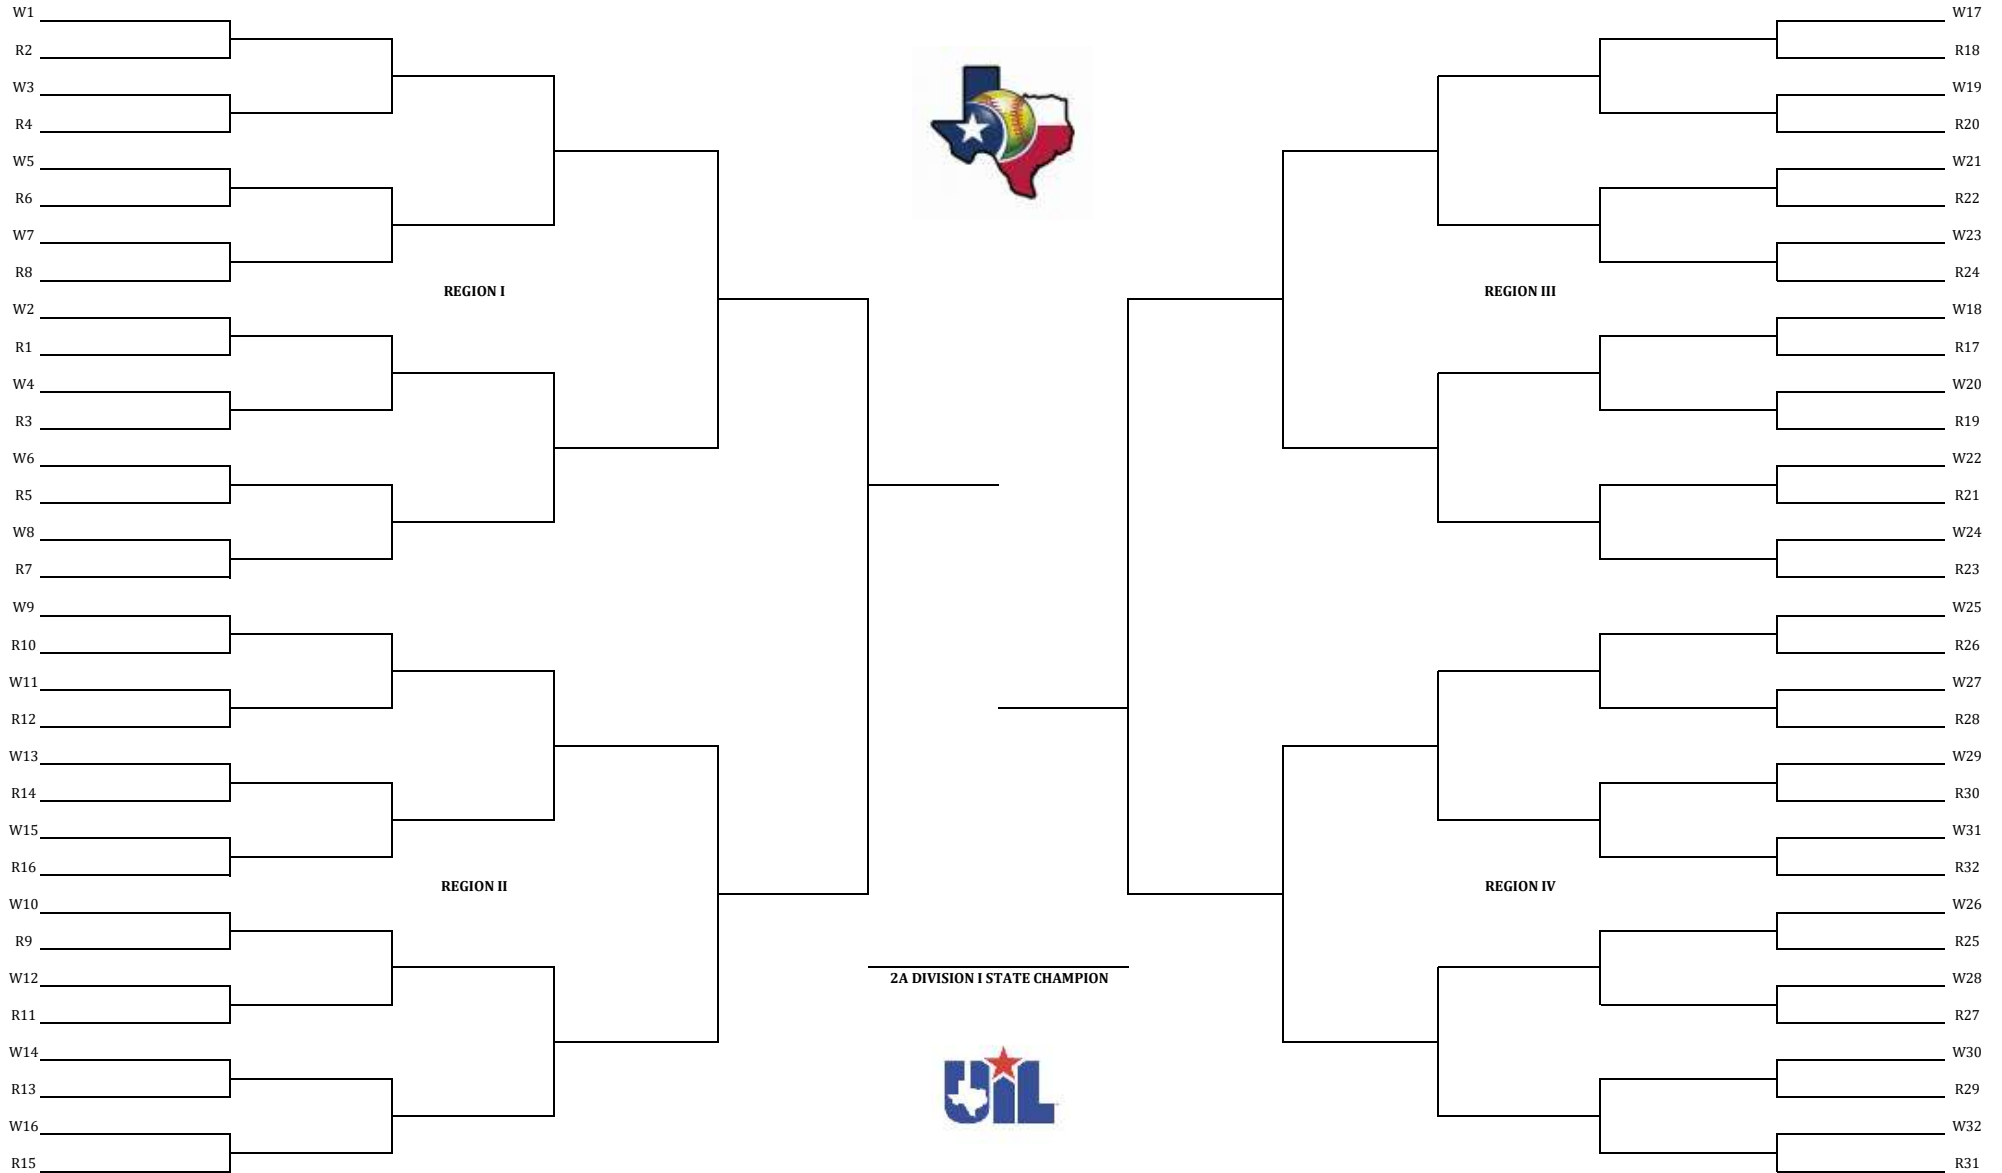 W1
R2
W3
R4
W5
R6
W7
R8
REGION I
W2
R1
W4
R3
W6
R5
W8
R7
W9
R10
W11
R12
W13
R14
W15
R16
REGION II
W10
R9
W12
R11
W14
R13
W16
R15
2A DIVISION I STATE CHAMPION
UIL
W17
R18
W19
R20
W21
R22
W23
R24
REGION III
W18
R17
W20
R19
W22
R21
W24
R23
W25
R26
W27
R28
W29
R30
W31
R32
REGION IV
W26
R25
W28
R27
W30
R29
W32
R31